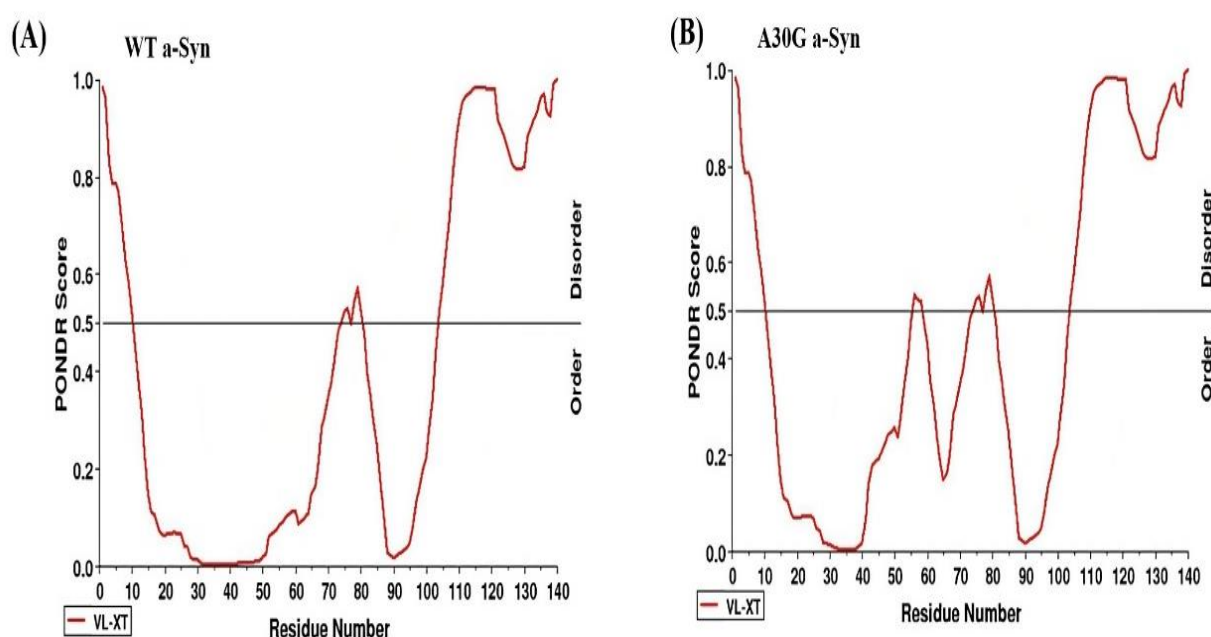 (A)
WT a-Syn
1.0
0.8
0.6
0.5
0.4
0.2
0.0
PONDR Score
Disorder
Order
0 10 20 30 40 50 60 70 80 90 100 110 120 130 140
VL-XT
Residue Number
(B)
A30G a-Syn
1.0
0.8
0.6
0.5
0.4
0.2
0.0
PONDR Score
Disorder
Order
0 10 20 30 40 50 60 70 80 90 100 110 120 130 140
VL-XT
Residue Number